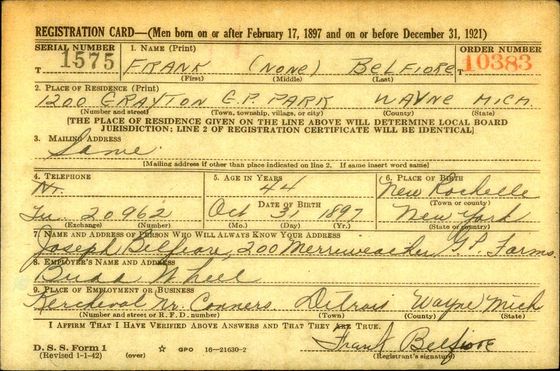 REGISTRATION CARD—(Men born on or after February 17, 1897 and on or before December 31, 1921)
SERIAL NUMBER 1. NAME (Print) ORDER NUMBER
T 1575 FRANK (NONE) BELFIORE T 10383
(First) (Middle) (Last)
2. PLACE OF RESIDENCE (Print)
1200 GRAYTON G.P. PARK WAYNE MICH.
(Number and street) (Town, township, village, or city) (County) (State)
[THE PLACE OF RESIDENCE GIVEN ON THE LINE ABOVE WILL DETERMINE LOCAL BOARD
JURISDICTION; LINE 2 OF REGISTRATION CERTIFICATE WILL BE IDENTICAL]
3. MAILING ADDRESS
Same
[Mailing address if other than place indicated on line 2. If same insert word same]
4. TELEPHONE 5. AGE IN YEARS 6. PLACE OF BIRTH
44 New Rochelle
DATE OF BIRTH (Town or county)
Tu. 20962 Oct 31 1897 New York
(Exchange) (Number) (Mo.) (Day) (Yr.) (State or country)
7. NAME AND ADDRESS OF PERSON WHO WILL ALWAYS KNOW YOUR ADDRESS
Joseph Belfiore, 200 Merriweather G.P. Farms.
8. EMPLOYER'S NAME AND ADDRESS
Budd Wheel
9. PLACE OF EMPLOYMENT OR BUSINESS
Kercheval Nr. Conners Detroit Wayne Mich
(Number and street or R. F. D. number) (Town) (County) (State)
I AFFIRM THAT I HAVE VERIFIED ABOVE ANSWERS AND THAT THEY ARE TRUE.
Frank Belfiore
D. S. S. Form 1 (Registrant's signature)
(Revised 1-1-42) (over) ☆ GPO 16—21630-2